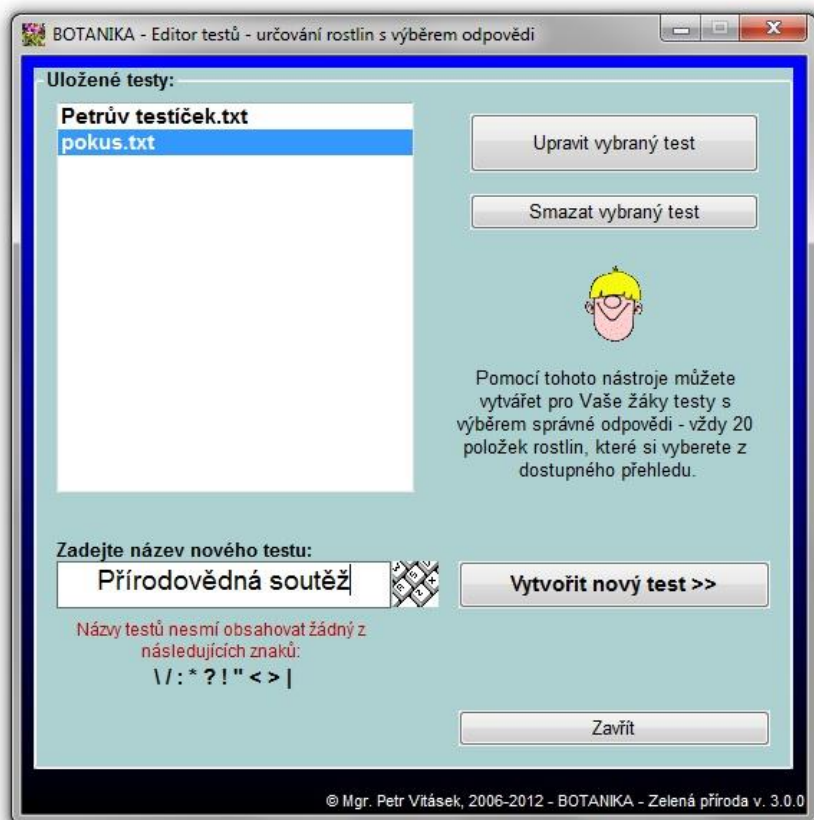 BOTANIKA - Editor testů - určování rostlin s výběrem odpovědi
Uložené testy:
Petrův testíček.txt
pokus.txt
Upravit vybraný test
Smazat vybraný test
Pomocí tohoto nástroje můžete
vytvářet pro Vaše žáky testy s
výběrem správné odpovědi - vždy 20
položek rostlin, které si vyberete z
dostupného přehledu.
Zadejte název nového testu:
Přírodovědná soutěž
Vytvořit nový test >>
Názvy testů nesmí obsahovat žádný z
následujících znaků:
\ / : * ? ! " < > |
Zavřít
© Mgr. Petr Vitásek, 2006-2012 - BOTANIKA - Zelená příroda v. 3.0.0